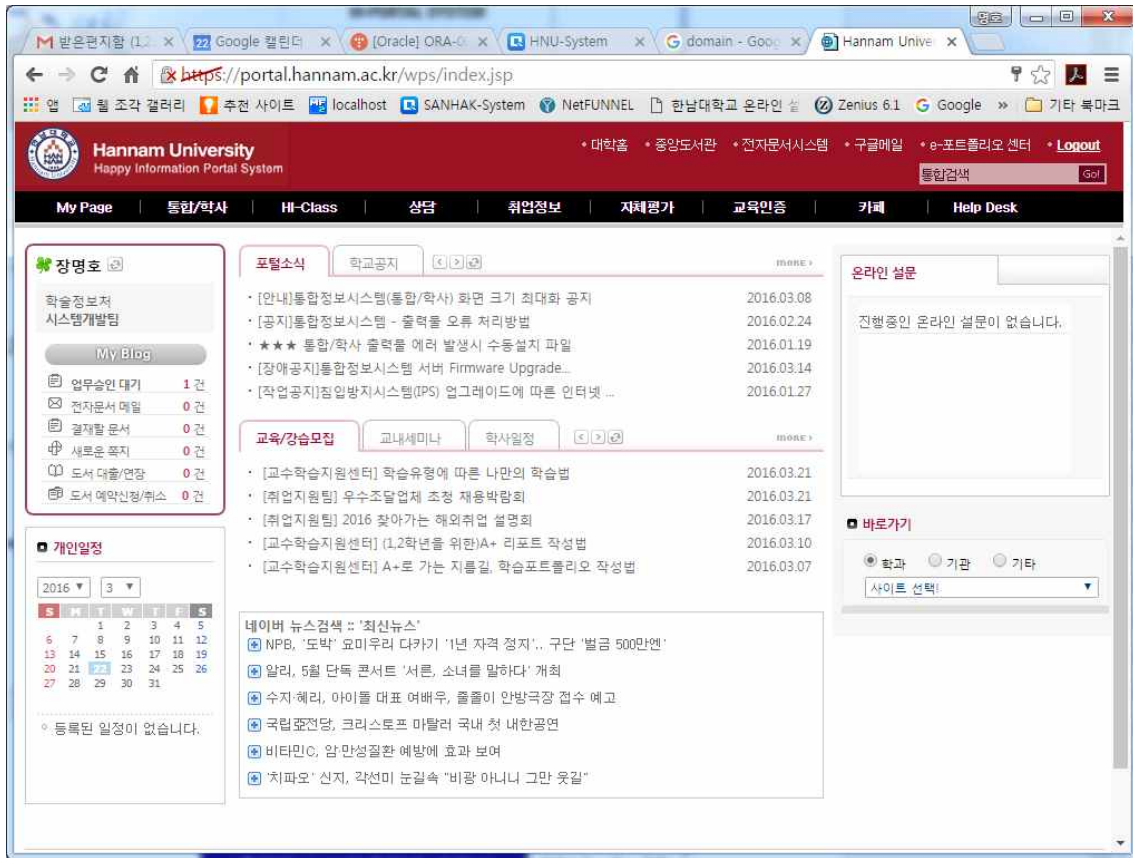 명호
받은편지함 (1,2
Google 캘린더
[Oracle] ORA-0
HNU-System
domain - Goog
Hannam Unive
https://portal.hannam.ac.kr/wps/index.jsp
앱 웹 조각 갤러리 추천 사이트 localhost SANHAK-System NetFUNNEL 한남대학교 온라인 Zenius 6.1 Google » 기타 북마크
Hannam University
Happy Information Portal System
• 대학홈 • 중앙도서관 • 전자문서시스템 • 구글메일 • e-포트폴리오 센터 • Logout
통합검색 Go!
My Page | 통합/학사 | HI-Class | 상담 | 취업정보 | 자체평가 | 교육인증 | 카페 | Help Desk
장명호
학술정보처
시스템개발팀
My Blog
업무승인 대기 1 건
전자문서 메일 0 건
결재할 문서 0 건
새로운 쪽지 0 건
도서 대출/연장 0 건
도서 예약신청/취소 0 건
개인일정
2016 ▼ 3 ▼
S M T W T F S
1 2 3 4 5
6 7 8 9 10 11 12
13 14 15 16 17 18 19
20 21 22 23 24 25 26
27 28 29 30 31
등록된 일정이 없습니다.
포털소식 학교공지 < > more ›
· [안내]통합정보시스템(통합/학사) 화면 크기 최대화 공지 2016.03.08
· [공지]통합정보시스템 - 출력물 오류 처리방법 2016.02.24
· ★★★ 통합/학사 출력물 에러 발생시 수동설치 파일 2016.01.19
· [장애공지]통합정보시스템 서버 Firmware Upgrade... 2016.03.14
· [작업공지]침입방지시스템(IPS) 업그레이드에 따른 인터넷 ... 2016.01.27
교육/강습모집 교내세미나 학사일정 < > more ›
· [교수학습지원센터] 학습유형에 따른 나만의 학습법 2016.03.21
· [취업지원팀] 우수조달업체 초청 채용박람회 2016.03.21
· [취업지원팀] 2016 찾아가는 해외취업 설명회 2016.03.17
· [교수학습지원센터] (1,2학년을 위한)A+ 리포트 작성법 2016.03.10
· [교수학습지원센터] A+로 가는 지름길, 학습포트폴리오 작성법 2016.03.07
네이버 뉴스검색 :: '최신뉴스'
NPB, '도박' 요미우리 다카기 '1년 자격 정지'.. 구단 '벌금 500만엔'
알리, 5월 단독 콘서트 '서른, 소녀를 말하다' 개최
수지·혜리, 아이돌 대표 여배우, 줄줄이 안방극장 접수 예고
국립亞전당, 크리스토프 마탈러 국내 첫 내한공연
비타민C, 암·만성질환 예방에 효과 보여
'치파오' 신지, 각선미 눈길속 "비광 아니니 그만 웃길"
온라인 설문
진행중인 온라인 설문이 없습니다.
바로가기
학과 기관 기타
사이트 선택! ▼